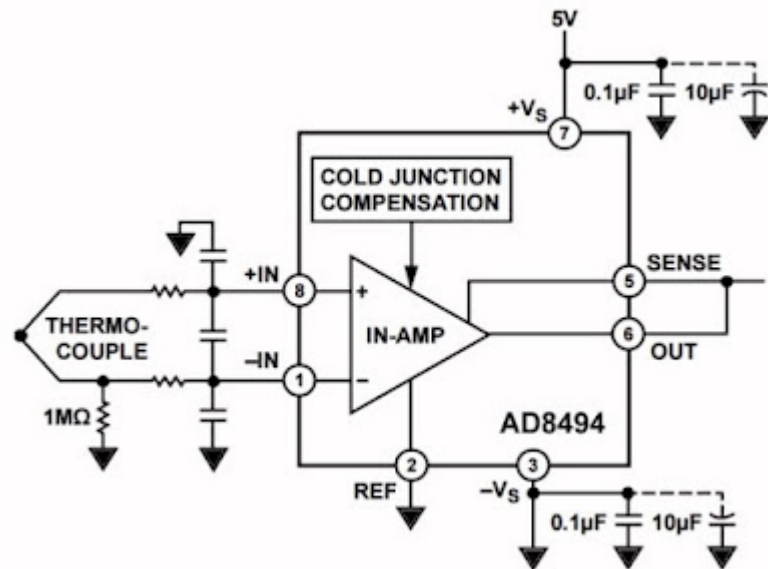 5V
0.1µF
10µF
+VS
7
COLD JUNCTION
COMPENSATION
+IN
8
+
5
SENSE
THERMO-
COUPLE
IN-AMP
6
OUT
–IN
1
–
1MΩ
AD8494
2
3
REF
–VS
0.1µF
10µF